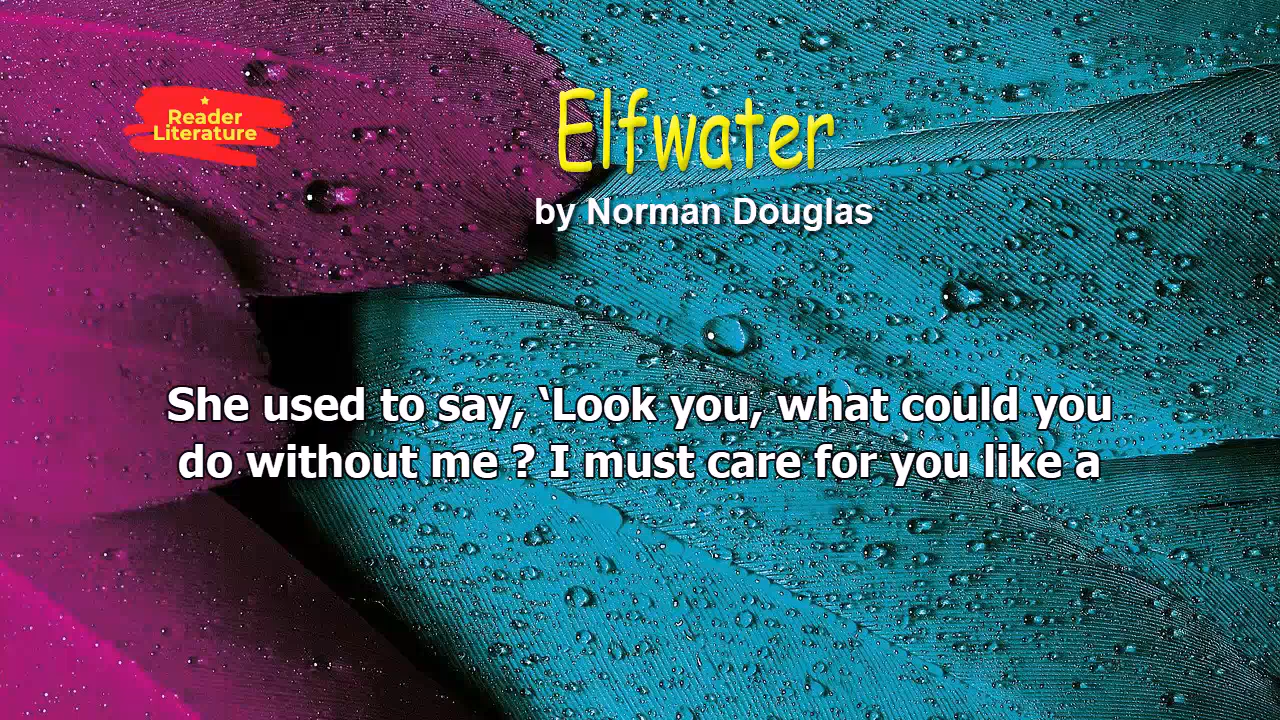 Reader
Literature
Elfwater
by Norman Douglas
She used to say, ‘Look you, what could you
do without me ? I must care for you like a